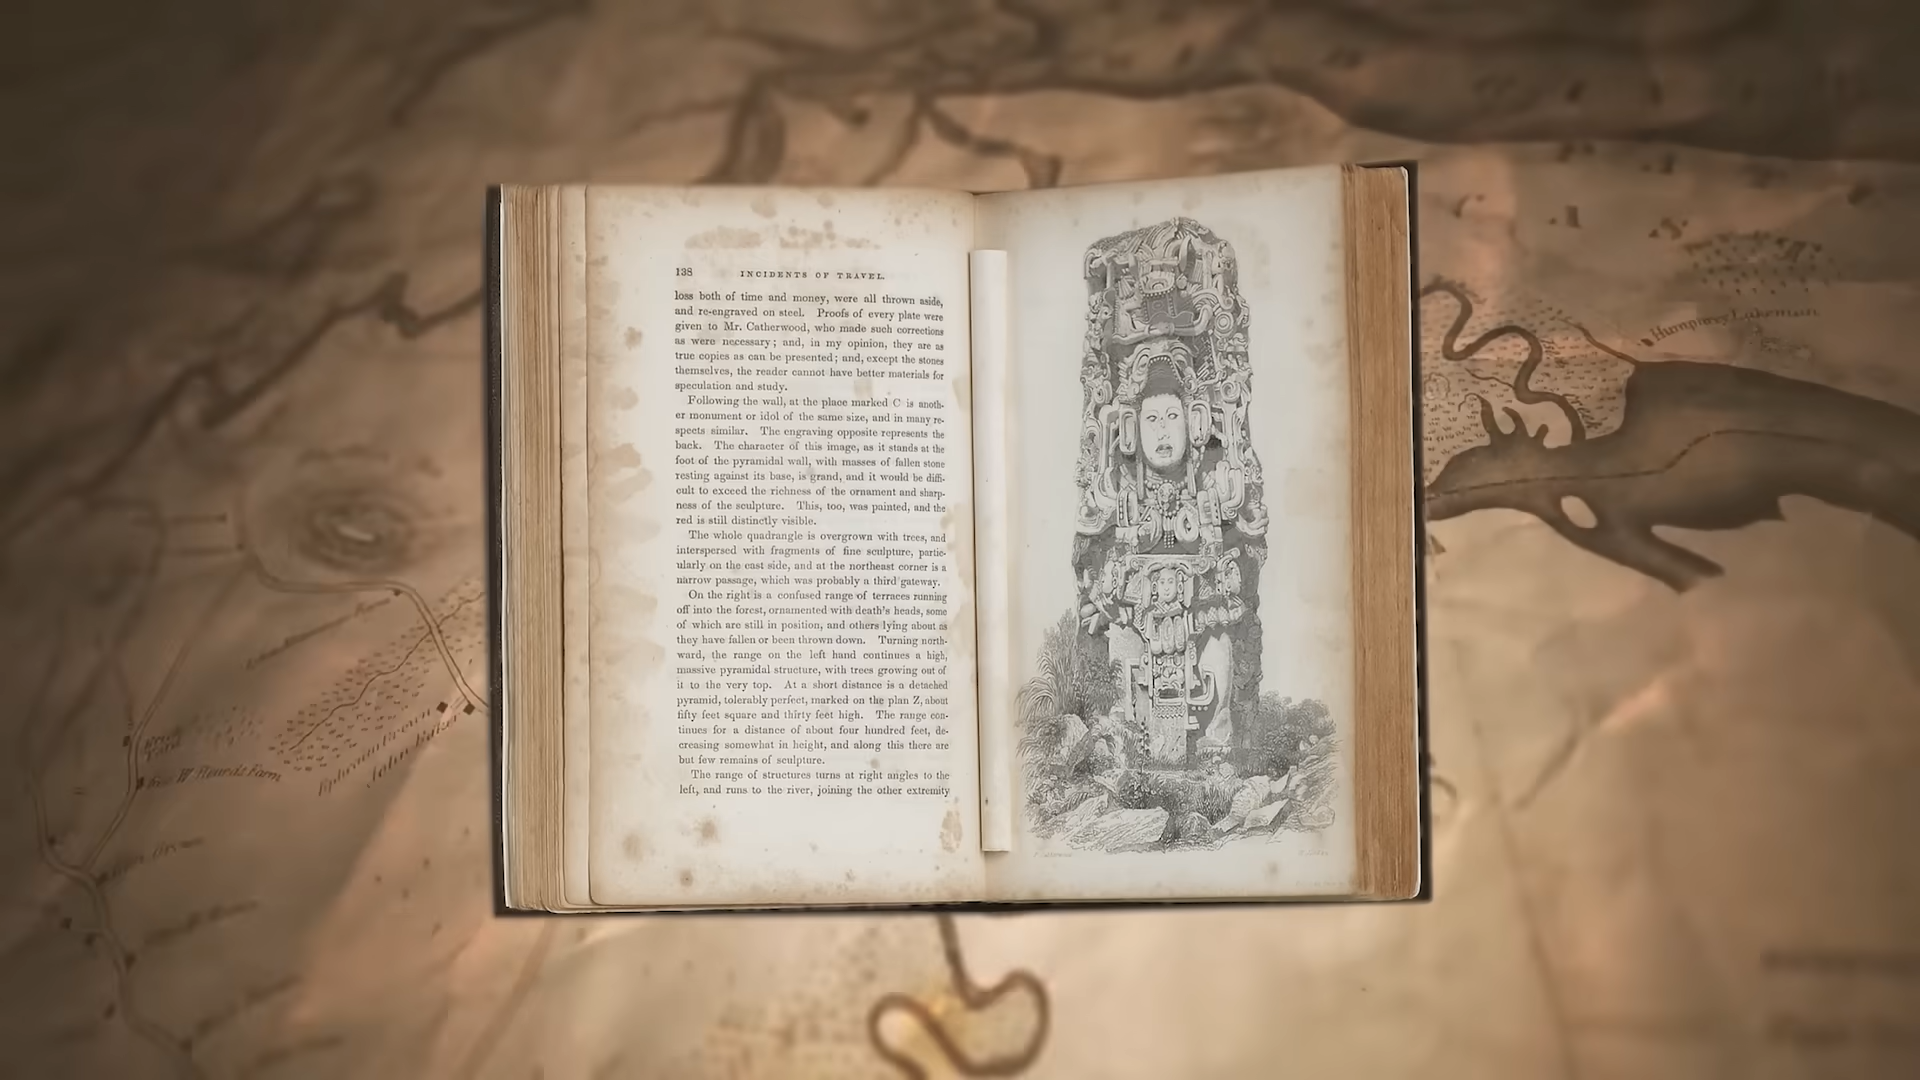 138 INCIDENTS OF TRAVEL.
loss both of time and money, were all thrown aside,
and re-engraved on steel. Proofs of every plate were
given to Mr. Catherwood, who made such corrections
as were necessary; and, in my opinion, they are as
true copies as can be presented; and, except the stones
themselves, the reader cannot have better materials for
speculation and study.
Following the wall, at the place marked C is anoth-
er monument or idol of the same size, and in many re-
spects similar. The engraving opposite represents the
back. The character of this image, as it stands at the
foot of the pyramidal wall, with masses of fallen stone
resting against its base, is grand, and it would be diffi-
cult to exceed the richness of the ornament and sharp-
ness of the sculpture. This, too, was painted, and the
red is still distinctly visible.
The whole quadrangle is overgrown with trees, and
interspersed with fragments of fine sculpture, partic-
ularly on the east side, and at the northeast corner is a
narrow passage, which was probably a third gateway.
On the right is a confused range of terraces running
off into the forest, ornamented with death's heads, some
of which are still in position, and others lying about as
they have fallen or been thrown down. Turning north-
ward, the range on the left hand continues a high,
massive pyramidal structure, with trees growing out of
it to the very top. At a short distance is a detached
pyramid, tolerably perfect, marked on the plan Z, about
fifty feet square and thirty feet high. The range con-
tinues for a distance of about four hundred feet, de-
creasing somewhat in height, and along this there are
but few remains of sculpture.
The range of structures turns at right angles to the
left, and runs to the river, joining the other extremity
Humphrey Lakeman
Creek
Farm